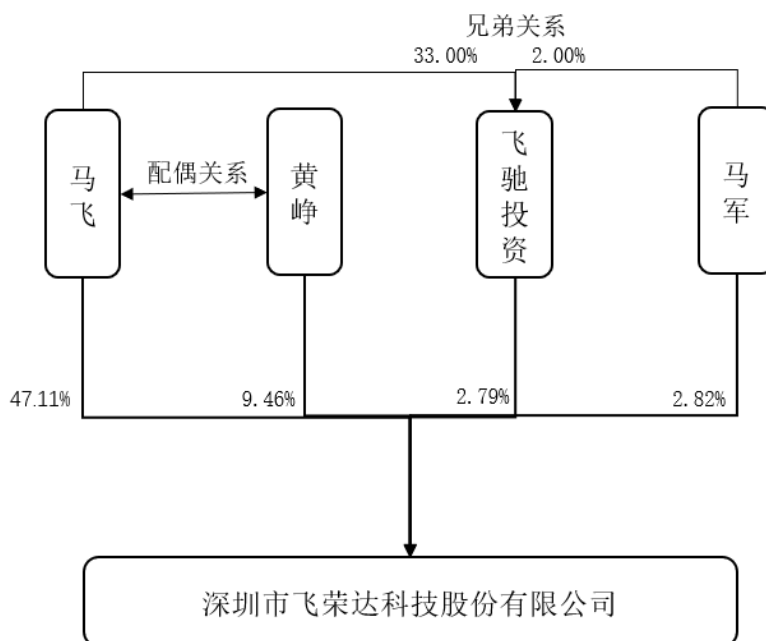 兄弟关系
33.00%
2.00%
马飞
配偶关系
黄峥
飞驰投资
马军
47.11%
9.46%
2.79%
2.82%
深圳市飞荣达科技股份有限公司